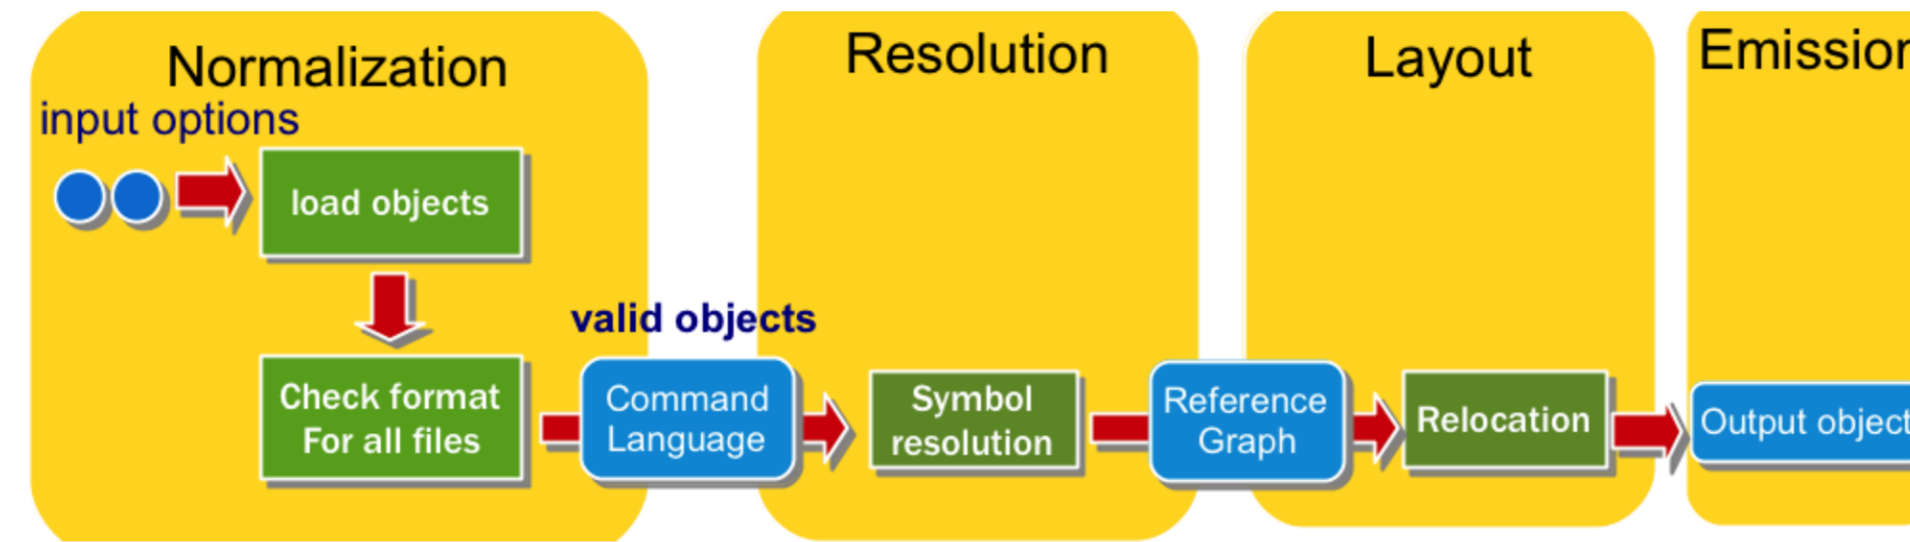 Normalization
input options
load objects
Check format
For all files
valid objects
Command
Language
Resolution
Symbol
resolution
Reference
Graph
Layout
Relocation
Emission
Output object